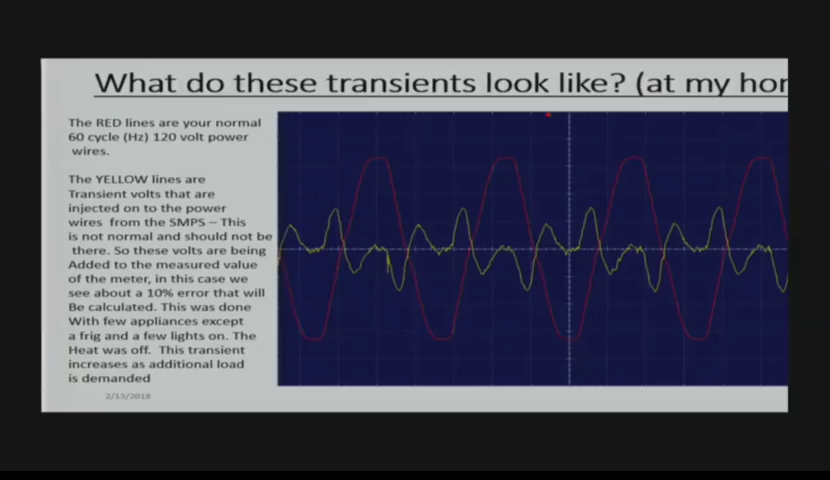 What do these transients look like? (at my hor
The RED lines are your normal
60 cycle (Hz) 120 volt power
wires.
The YELLOW lines are
Transient volts that are
injected on to the power
wires from the SMPS – This
is not normal and should not be
there. So these volts are being
Added to the measured value
of the meter, in this case we
see about a 10% error that will
Be calculated. This was done
With few appliances except
a frig and a few lights on. The
Heat was off. This transient
increases as additional load
is demanded
2/13/2018